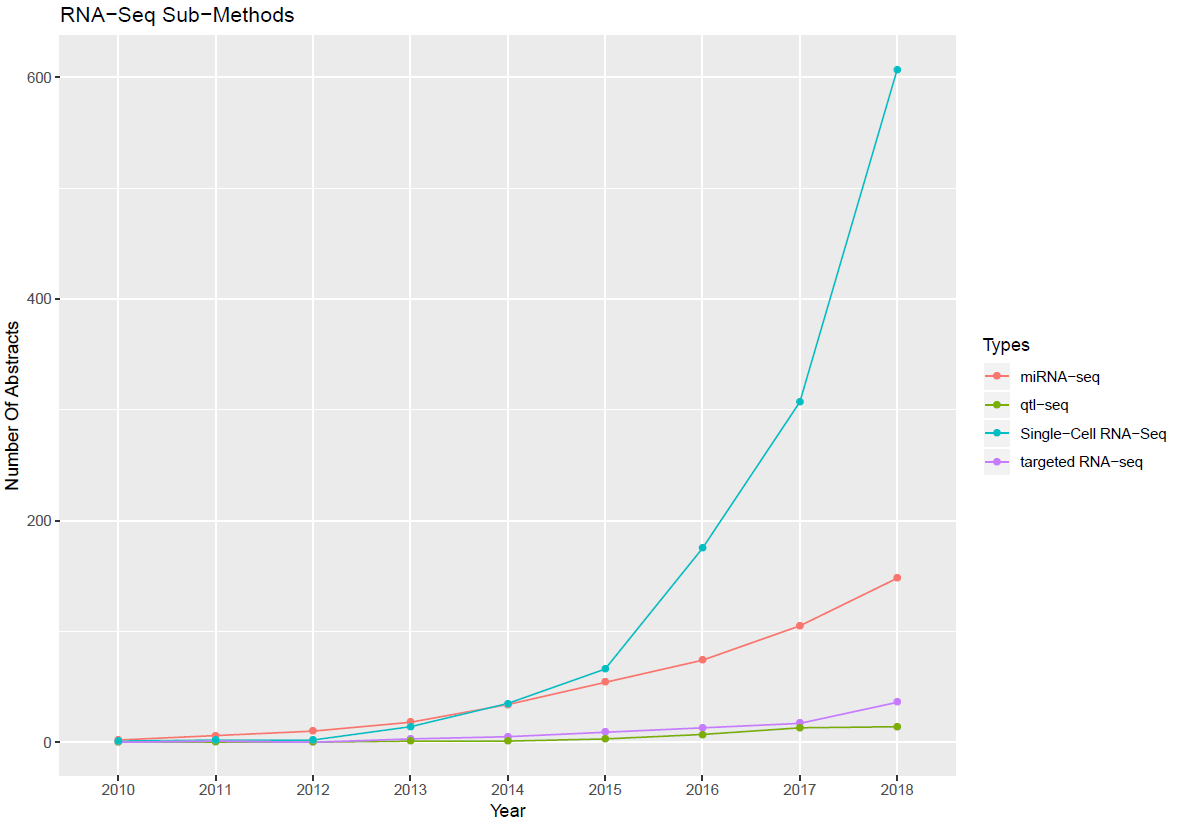 RNA−Seq Sub−Methods
600
400
200
0
Number Of Abstracts
2010 2011 2012 2013 2014 2015 2016 2017 2018
Year
Types
miRNA−seq
qtl−seq
Single−Cell RNA−Seq
targeted RNA−seq